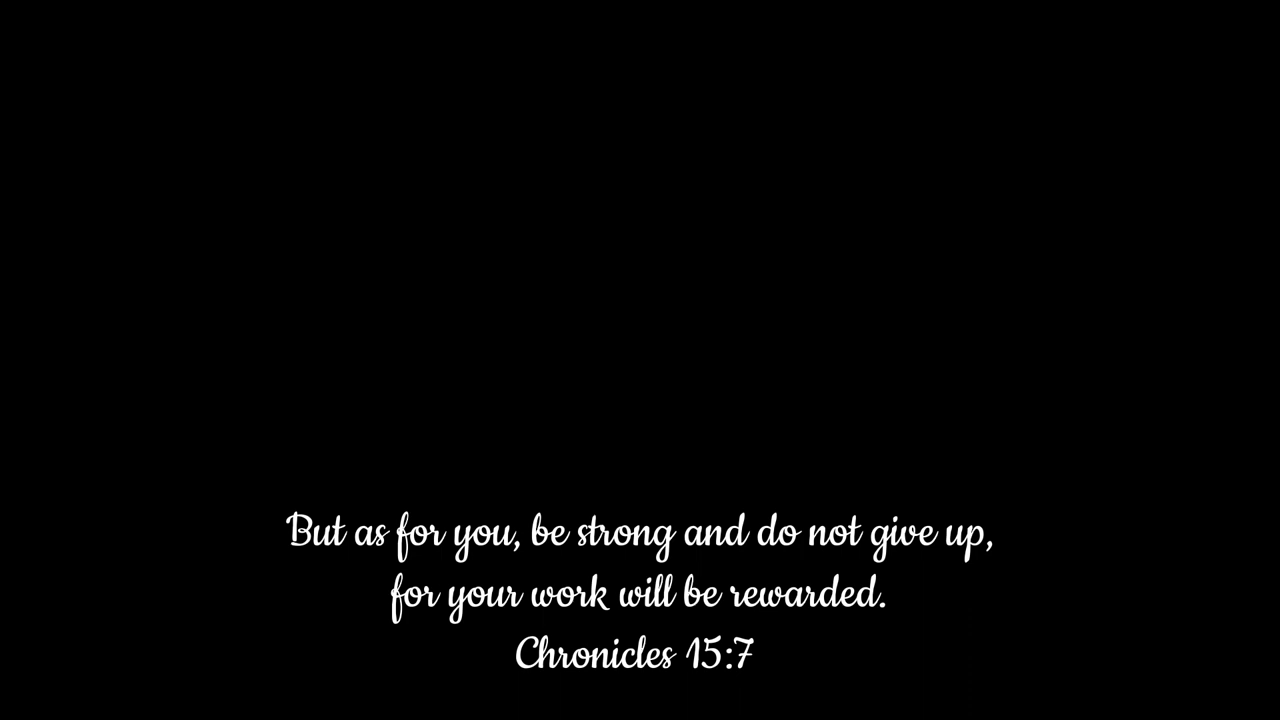 But as for you, be strong and do not give up,
for your work will be rewarded.
Chronicles 15:7